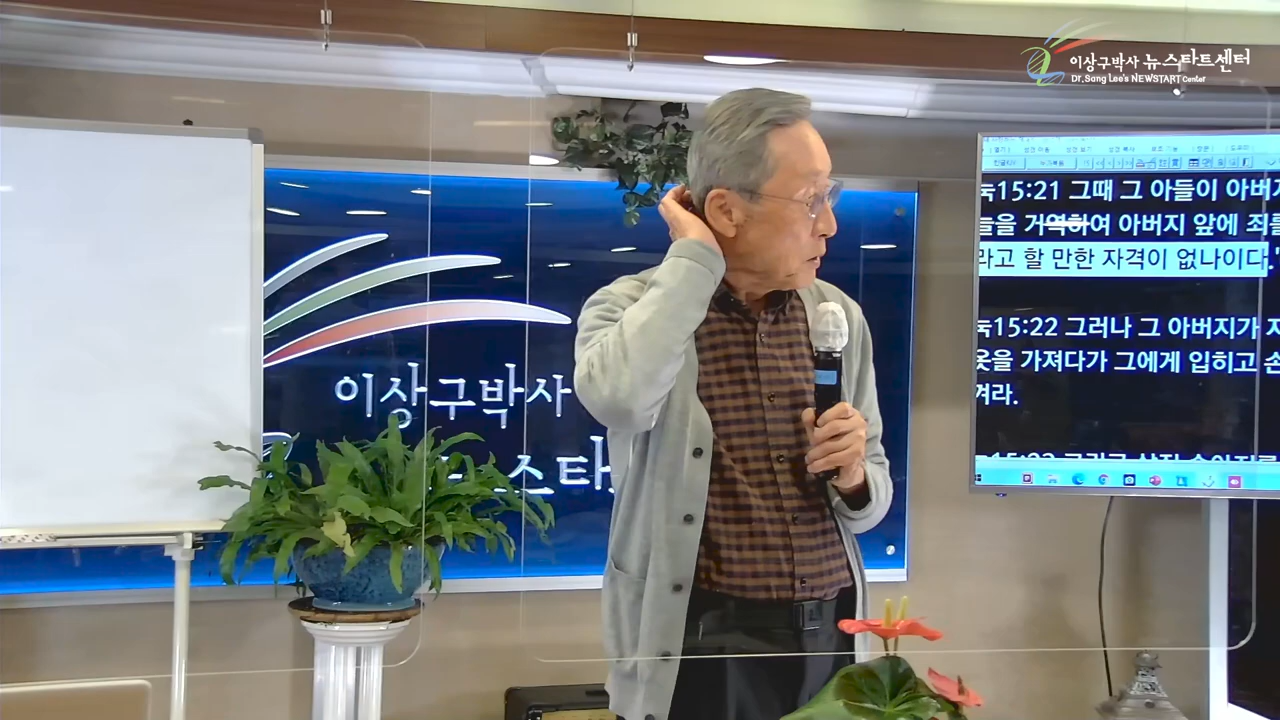 이상구박사 뉴스타트센터
Dr. Sang Lee's NEWSTART Center
이상구박사
스타
눅15:21 그때 그 아들이 아버지
늘을 거역하여 아버지 앞에 죄를
라고 할 만한 자격이 없나이다.'
눅15:22 그러나 그 아버지가 자
옷을 가져다가 그에게 입히고 손
껴라.